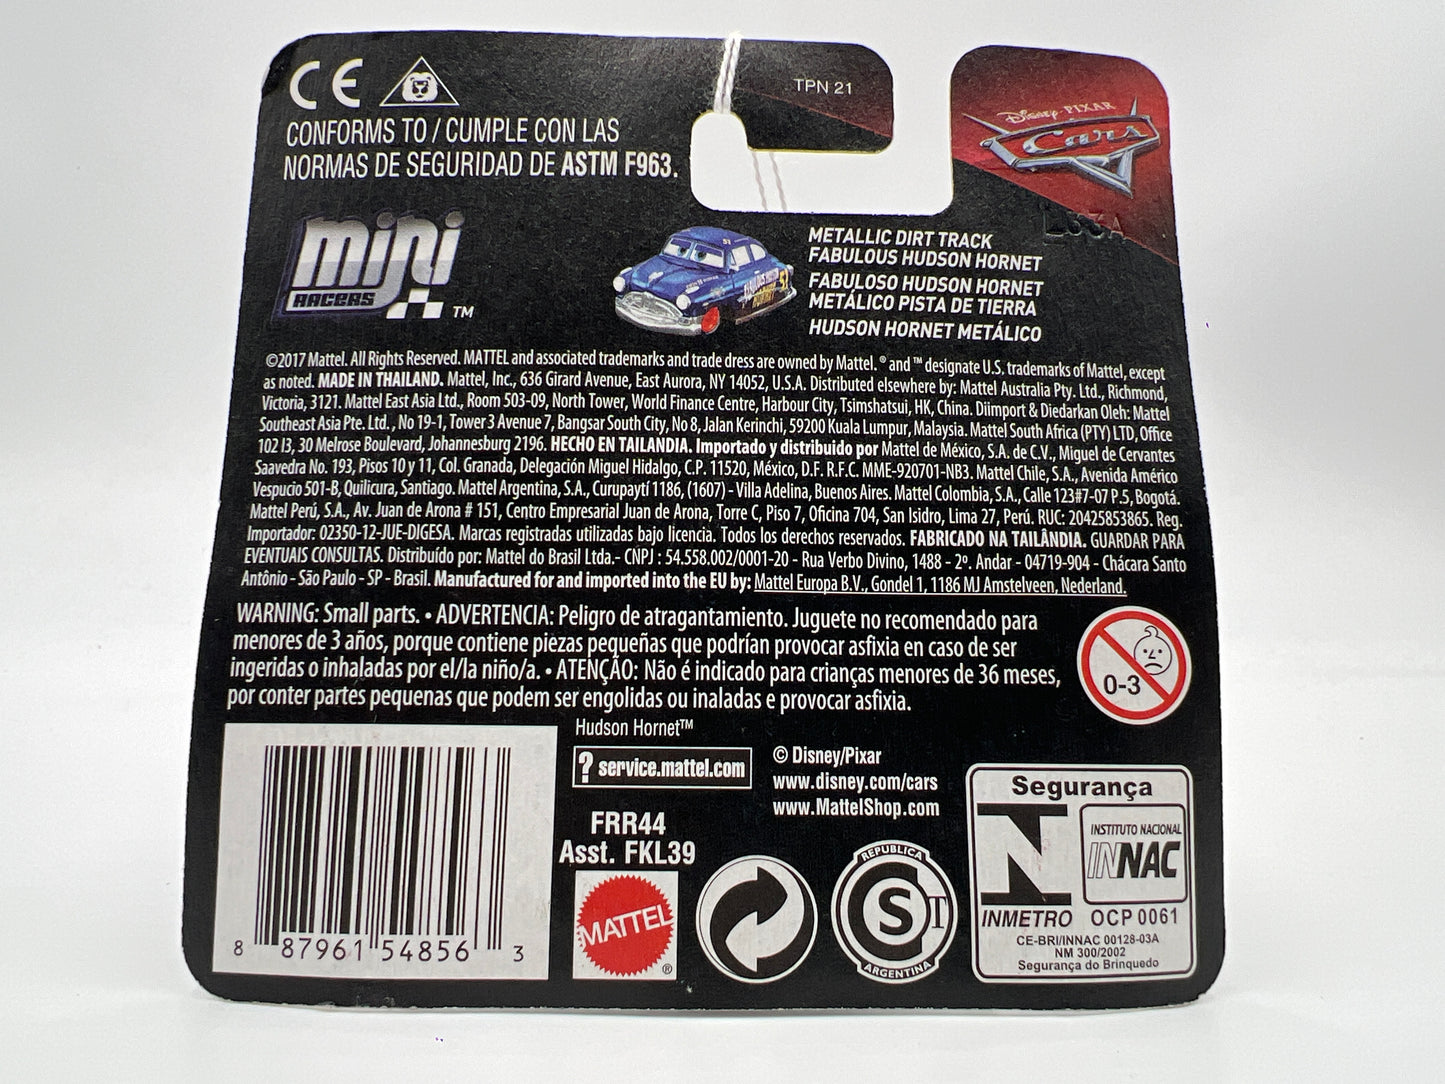 CE
TPN 21
CONFORMS TO / CUMPLE CON LAS
NORMAS DE SEGURIDAD DE ASTM F963.
Disney · PIXAR
Cars
L33A
mini
RACERS
™
METALLIC DIRT TRACK
FABULOUS HUDSON HORNET
FABULOSO HUDSON HORNET
METÁLICO PISTA DE TIERRA
HUDSON HORNET METÁLICO
©2017 Mattel. All Rights Reserved. MATTEL and associated trademarks and trade dress are owned by Mattel. ® and ™ designate U.S. trademarks of Mattel, except
as noted. MADE IN THAILAND. Mattel, Inc., 636 Girard Avenue, East Aurora, NY 14052, U.S.A. Distributed elsewhere by: Mattel Australia Pty. Ltd., Richmond,
Victoria, 3121. Mattel East Asia Ltd., Room 503-09, North Tower, World Finance Centre, Harbour City, Tsimshatsui, HK, China. Diimport & Diedarkan Oleh: Mattel
Southeast Asia Pte. Ltd., No 19-1, Tower 3 Avenue 7, Bangsar South City, No 8, Jalan Kerinchi, 59200 Kuala Lumpur, Malaysia. Mattel South Africa (PTY) LTD, Office
102 I3, 30 Melrose Boulevard, Johannesburg 2196. HECHO EN TAILANDIA. Importado y distribuido por Mattel de México, S.A. de C.V., Miguel de Cervantes
Saavedra No. 193, Pisos 10 y 11, Col. Granada, Delegación Miguel Hidalgo, C.P. 11520, México, D.F. R.F.C. MME-920701-NB3. Mattel Chile, S.A., Avenida Américo
Vespucio 501-B, Quilicura, Santiago. Mattel Argentina, S.A., Curupaytí 1186, (1607) - Villa Adelina, Buenos Aires. Mattel Colombia, S.A., Calle 123#7-07 P.5, Bogotá.
Mattel Perú, S.A., Av. Juan de Arona # 151, Centro Empresarial Juan de Arona, Torre C, Piso 7, Oficina 704, San Isidro, Lima 27, Perú. RUC: 20425853865. Reg.
Importador: 02350-12-JUE-DIGESA. Marcas registradas utilizadas bajo licencia. Todos los derechos reservados. FABRICADO NA TAILÂNDIA. GUARDAR PARA
EVENTUAIS CONSULTAS. Distribuído por: Mattel do Brasil Ltda.- CNPJ : 54.558.002/0001-20 - Rua Verbo Divino, 1488 - 2º. Andar - 04719-904 - Chácara Santo
Antônio - São Paulo - SP - Brasil. Manufactured for and imported into the EU by: Mattel Europa B.V., Gondel 1, 1186 MJ Amstelveen, Nederland.
WARNING: Small parts. • ADVERTENCIA: Peligro de atragantamiento. Juguete no recomendado para
menores de 3 años, porque contiene piezas pequeñas que podrían provocar asfixia en caso de ser
ingeridas o inhaladas por el/la niño/a. • ATENÇÃO: Não é indicado para crianças menores de 36 meses,
por conter partes pequenas que podem ser engolidas ou inaladas e provocar asfixia.
0-3
Hudson Hornet™
? service.mattel.com
© Disney/Pixar
www.disney.com/cars
www.MattelShop.com
FRR44
Asst. FKL39
MATTEL
®
8 87961 54856 3
REPUBLICA
S T
ARGENTINA
Segurança
INSTITUTO NACIONAL
INNAC
INMETRO OCP 0061
CE-BRI/INNAC 00128-03A
NM 300/2002
Segurança do Brinquedo